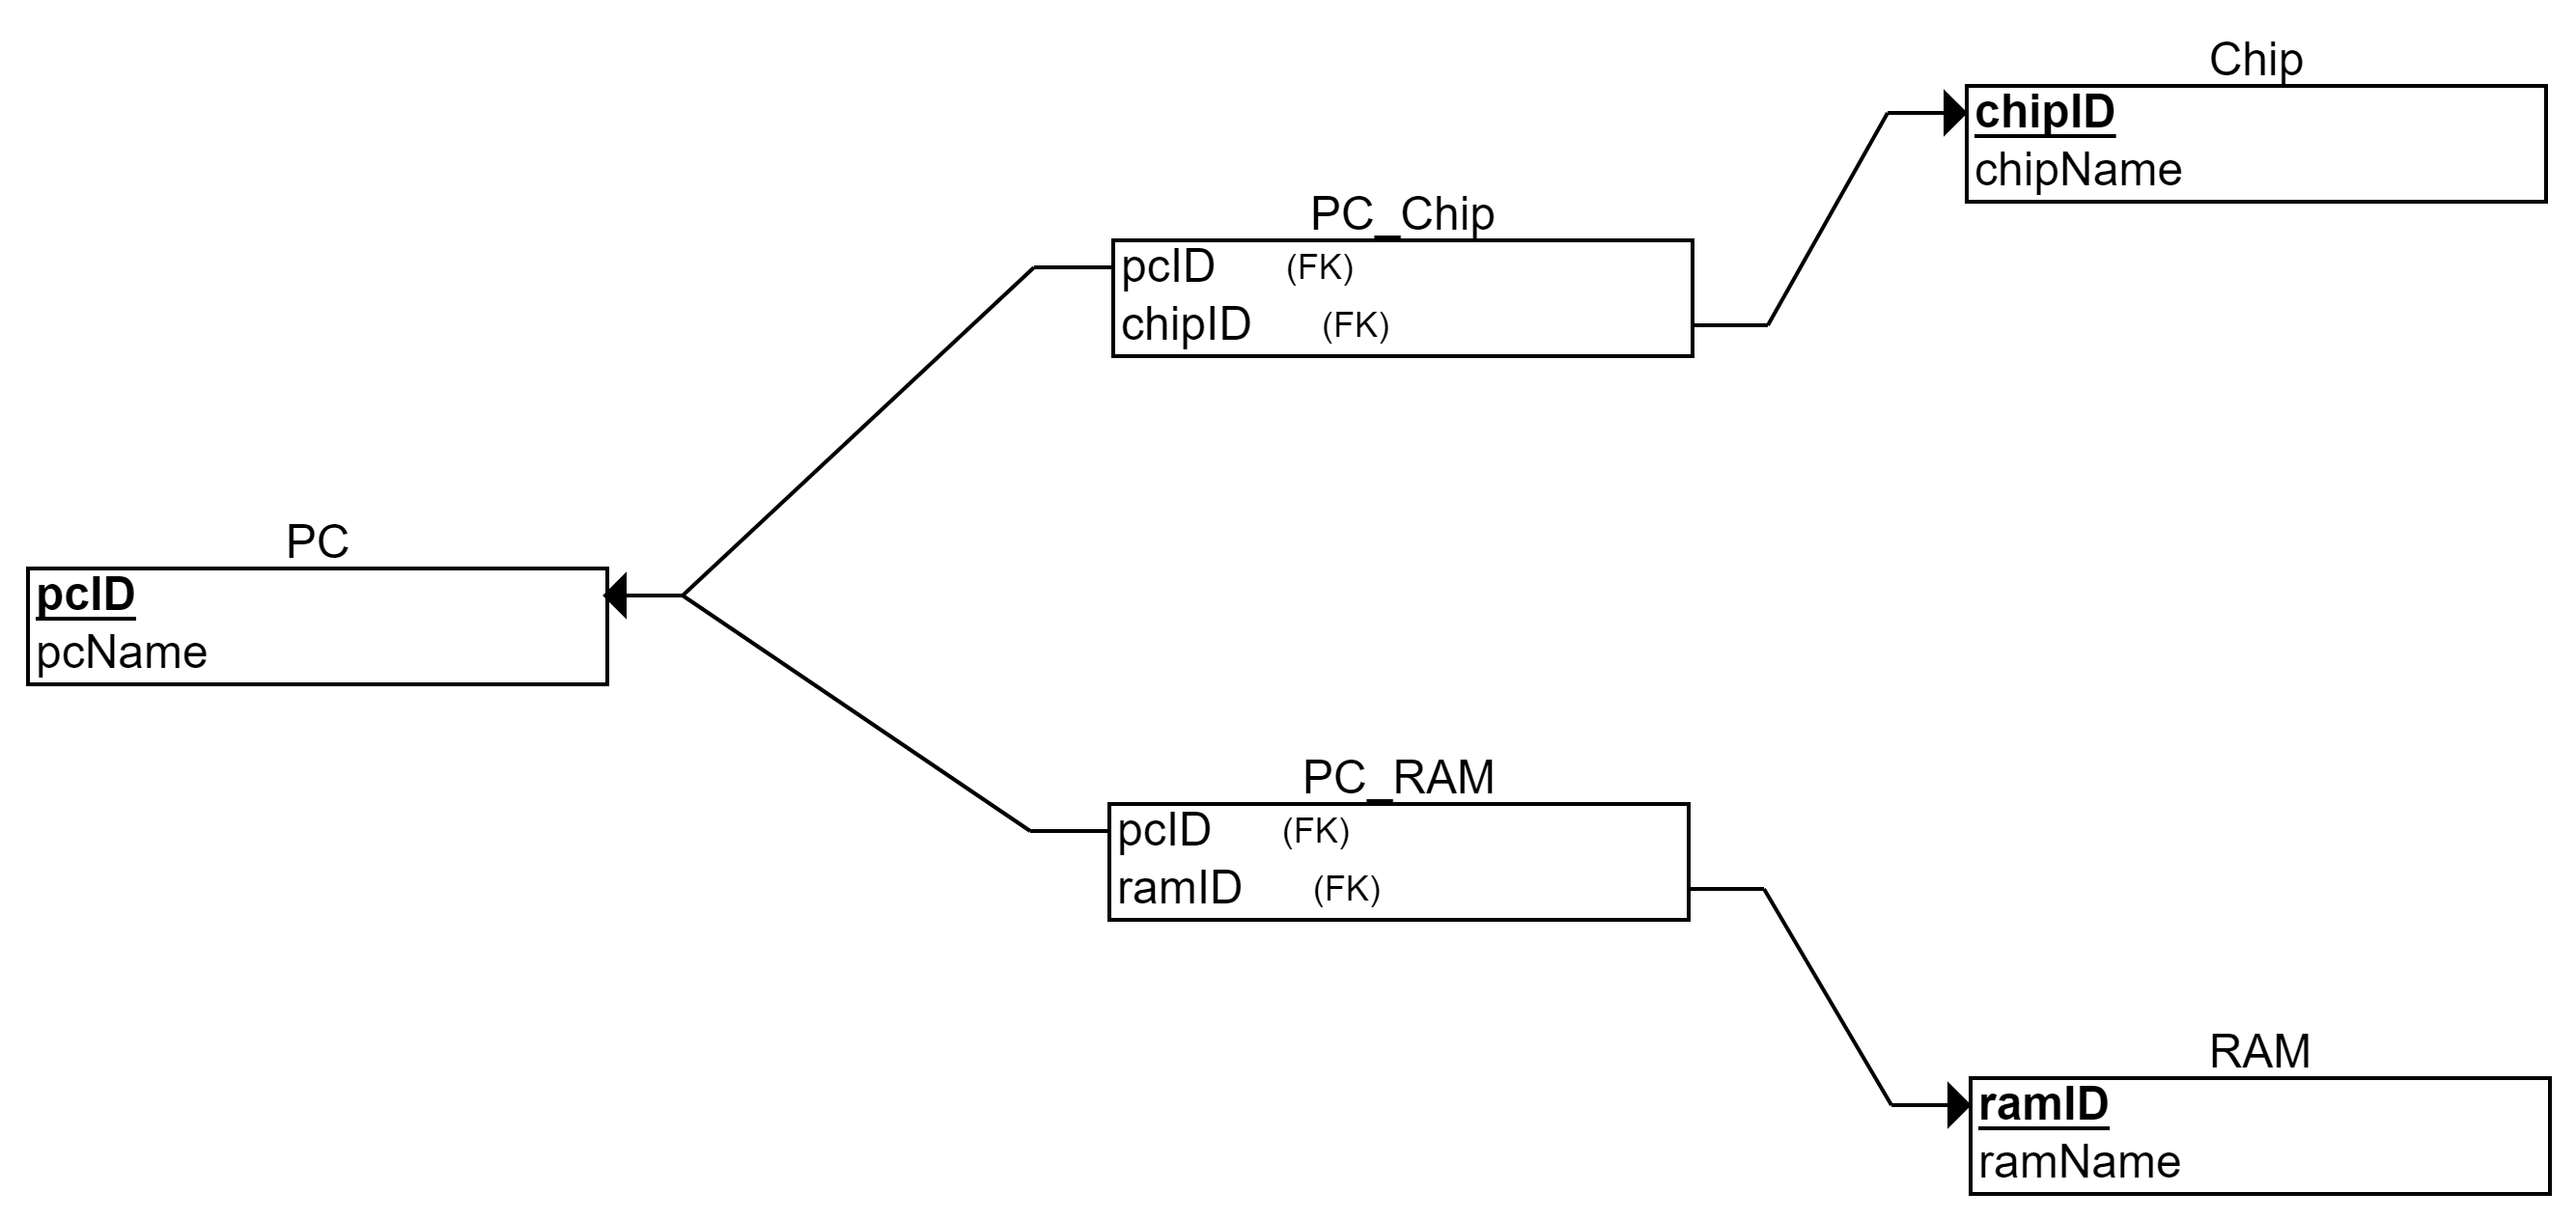 Chip
chipID
chipName
PC_Chip
pcID (FK)
chipID (FK)
PC
pcID
pcName
PC_RAM
pcID (FK)
ramID (FK)
RAM
ramID
ramName